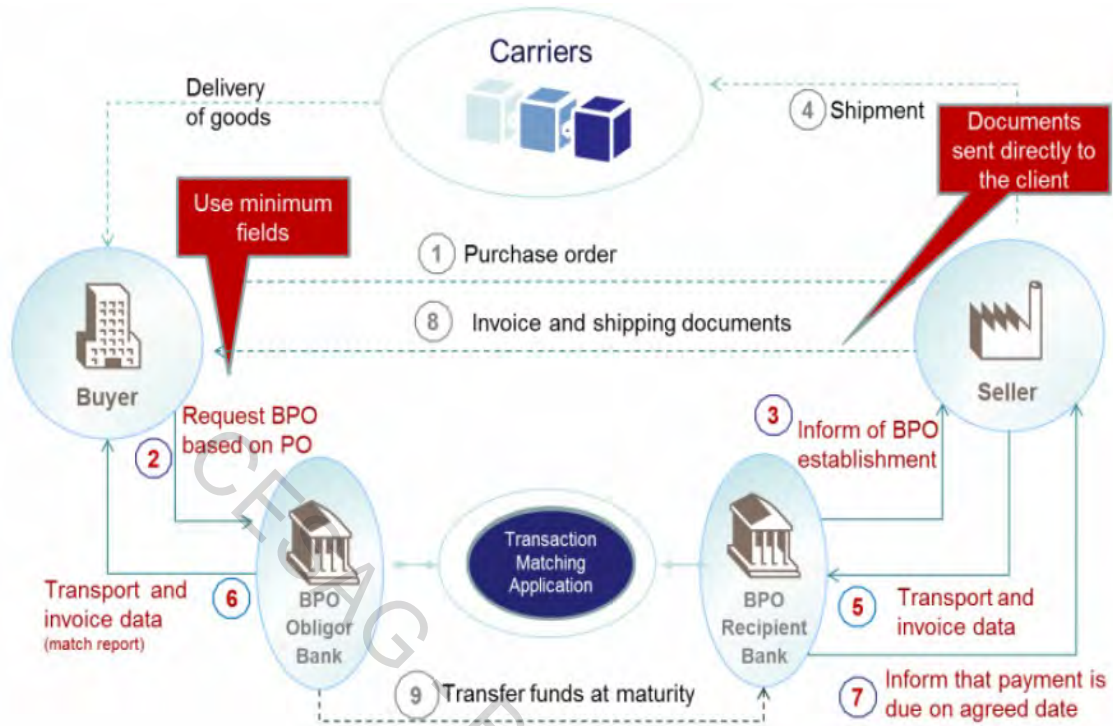 Carriers
Delivery
of goods
4 Shipment
Documents
sent directly to
the client
Use minimum
fields
1 Purchase order
8 Invoice and shipping documents
Buyer
Seller
2 Request BPO
based on PO
3 Inform of BPO
establishment
Transaction
Matching
Application
BPO
Obligor
Bank
BPO
Recipient
Bank
6 Transport and
invoice data
(match report)
5 Transport and
invoice data
7 Inform that payment is
due on agreed date
9 Transfer funds at maturity
CESAG